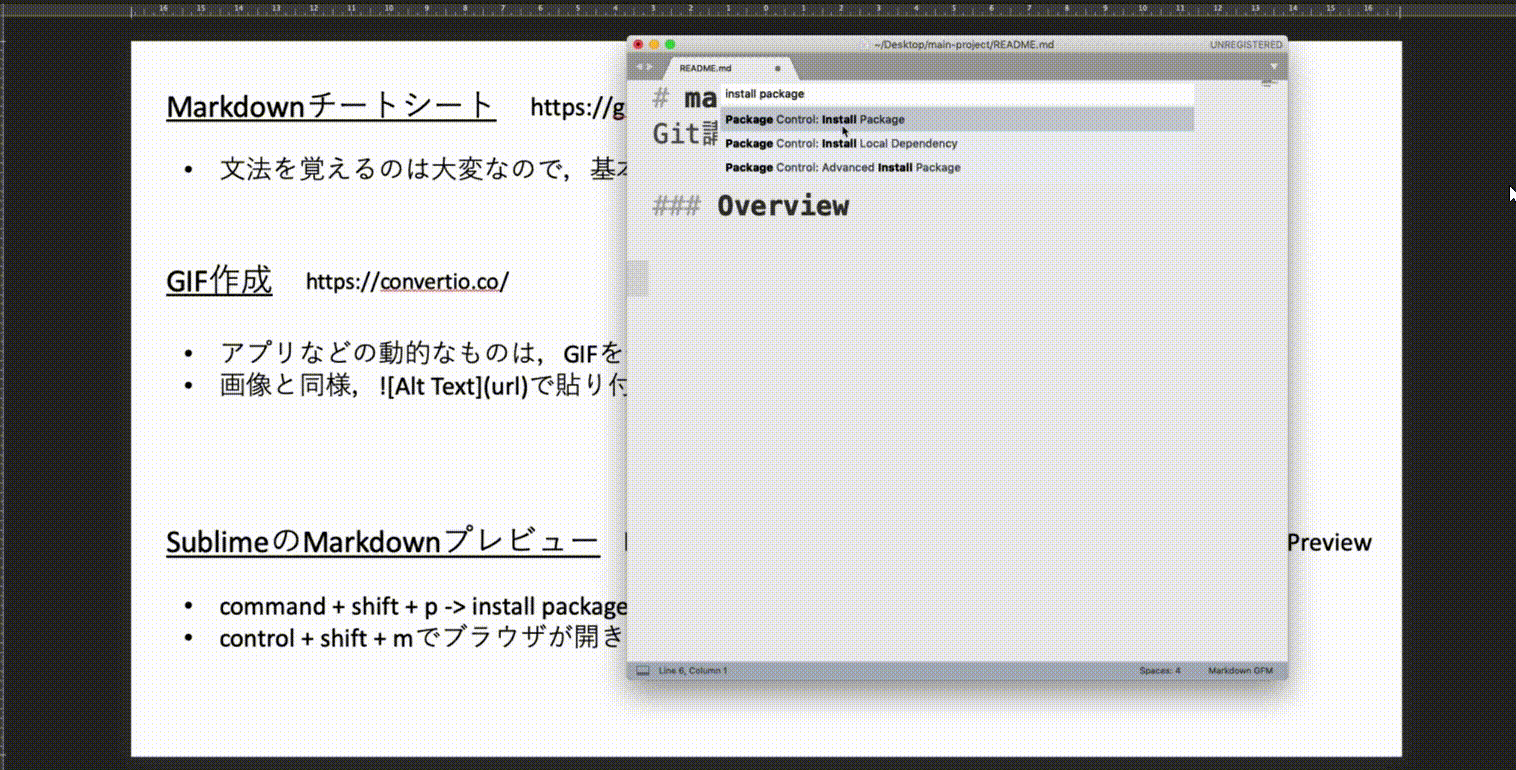 16 15 14 13 12 11 10 9 8 7 6 5 4 3 2 1 0 1 2 3 4 5 6 7 8 9 10 11 12 13 14 15 16
Markdownチートシート https://g
• 文法を覚えるのは大変なので，基
GIF作成 https://convertio.co/
• アプリなどの動的なものは，GIFを
• 画像と同様，![Alt Text](url)で貼り付
SublimeのMarkdownプレビュー Preview
• command + shift + p -> install package
• control + shift + mでブラウザが開き
~/Desktop/main-project/README.md UNREGISTERED
README.md
# ma
install package
Git
Package Control: Install Package
Package Control: Install Local Dependency
Package Control: Advanced Install Package
### Overview
Line 6, Column 1 Spaces: 4 Markdown GFM